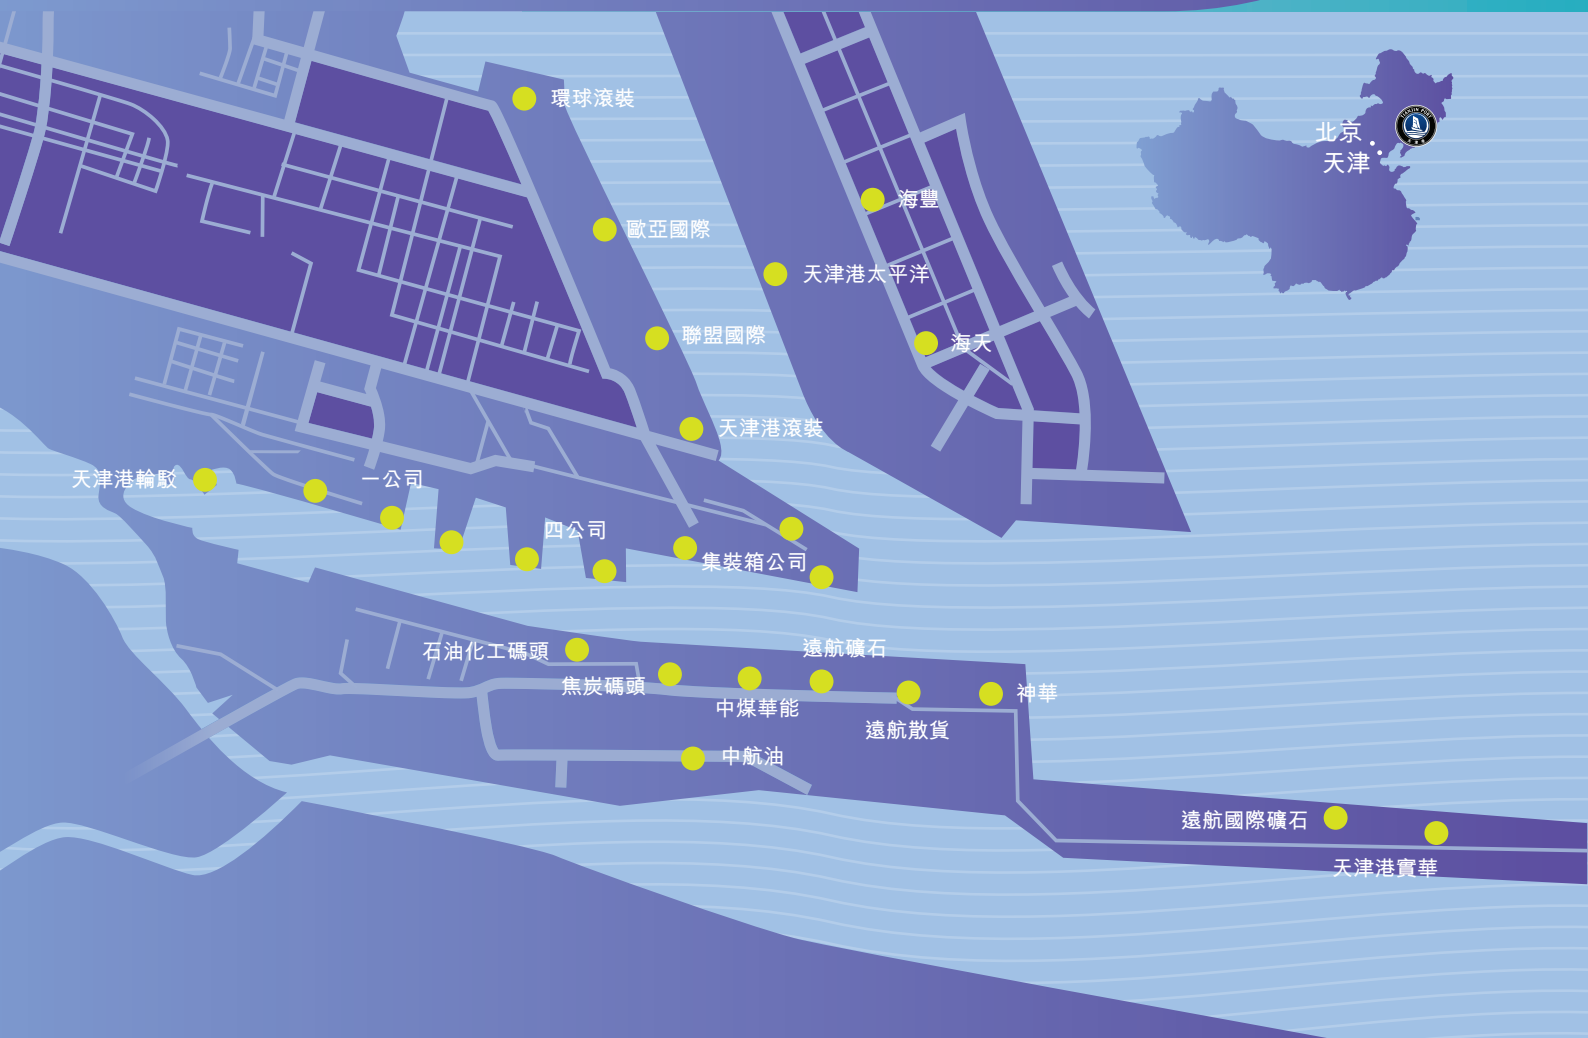 環球滾裝
北京
TIANJIN PORT
天津
海豐
歐亞國際
天津港太平洋
聯盟國際
海天
天津港滾裝
天津港輪駁
一公司
四公司
集裝箱公司
石油化工碼頭
遠航礦石
焦炭碼頭
神華
中煤華能
遠航散貨
中航油
遠航國際礦石
天津港實華